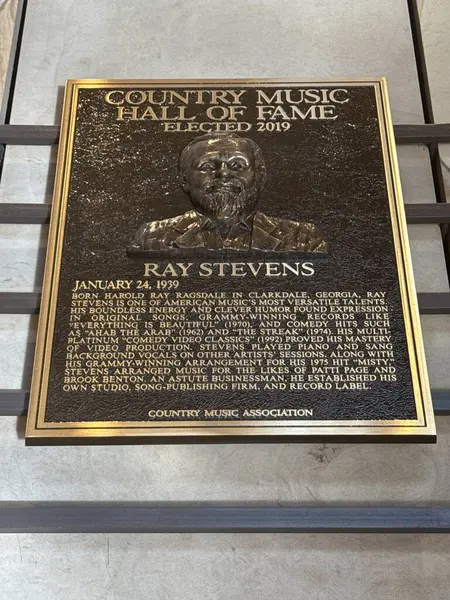 COUNTRY MUSIC
HALL OF FAME
ELECTED 2019
RAY STEVENS
JANUARY 24, 1939
BORN HAROLD RAY RAGSDALE IN CLARKDALE, GEORGIA, RAY
STEVENS IS ONE OF AMERICAN MUSIC'S MOST VERSATILE TALENTS.
HIS BOUNDLESS ENERGY AND CLEVER HUMOR FOUND EXPRESSION
IN ORIGINAL SONGS, GRAMMY-WINNING RECORDS LIKE
"EVERYTHING IS BEAUTIFUL" (1970), AND COMEDY HITS SUCH
AS "AHAB THE ARAB" (1962) AND "THE STREAK" (1974). HIS MULTI-
PLATINUM "COMEDY VIDEO CLASSICS" (1992) PROVED HIS MASTERY
OF VIDEO PRODUCTION. STEVENS PLAYED PIANO AND SANG
BACKGROUND VOCALS ON OTHER ARTISTS' SESSIONS. ALONG WITH
HIS GRAMMY-WINNING ARRANGEMENT FOR HIS 1975 HIT "MISTY,"
STEVENS ARRANGED MUSIC FOR THE LIKES OF PATTI PAGE AND
BROOK BENTON. AN ASTUTE BUSINESSMAN, HE ESTABLISHED HIS
OWN STUDIO, SONG-PUBLISHING FIRM, AND RECORD LABEL.
COUNTRY MUSIC ASSOCIATION